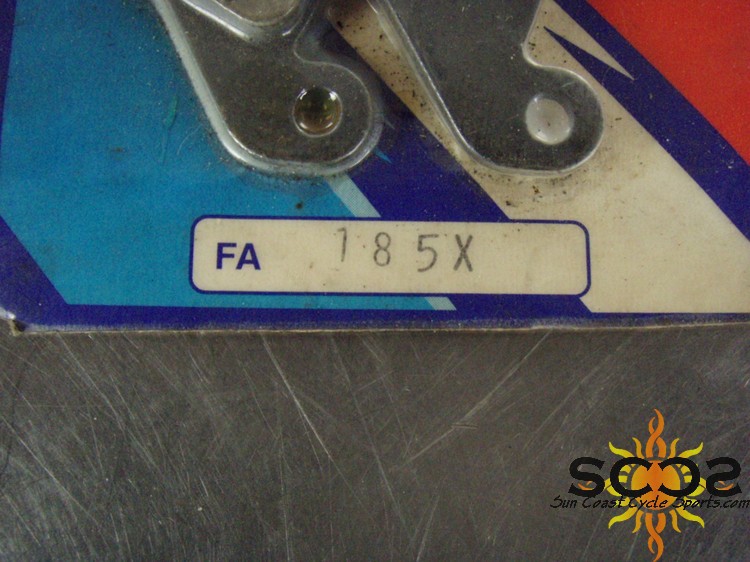 FA 185X
SCCS
Sun Coast Cycle Sports.com